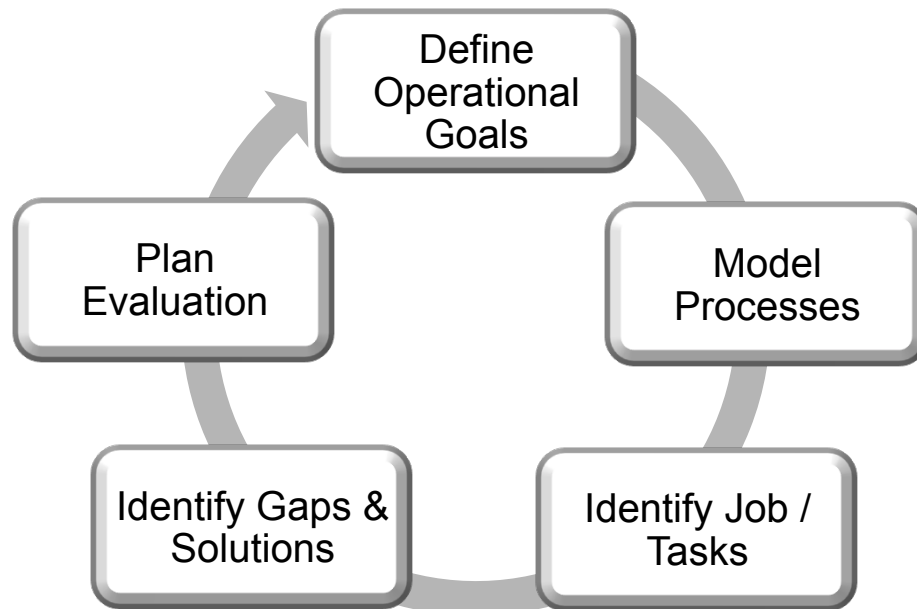 Define
Operational
Goals
Model
Processes
Identify Job /
Tasks
Identify Gaps &
Solutions
Plan
Evaluation